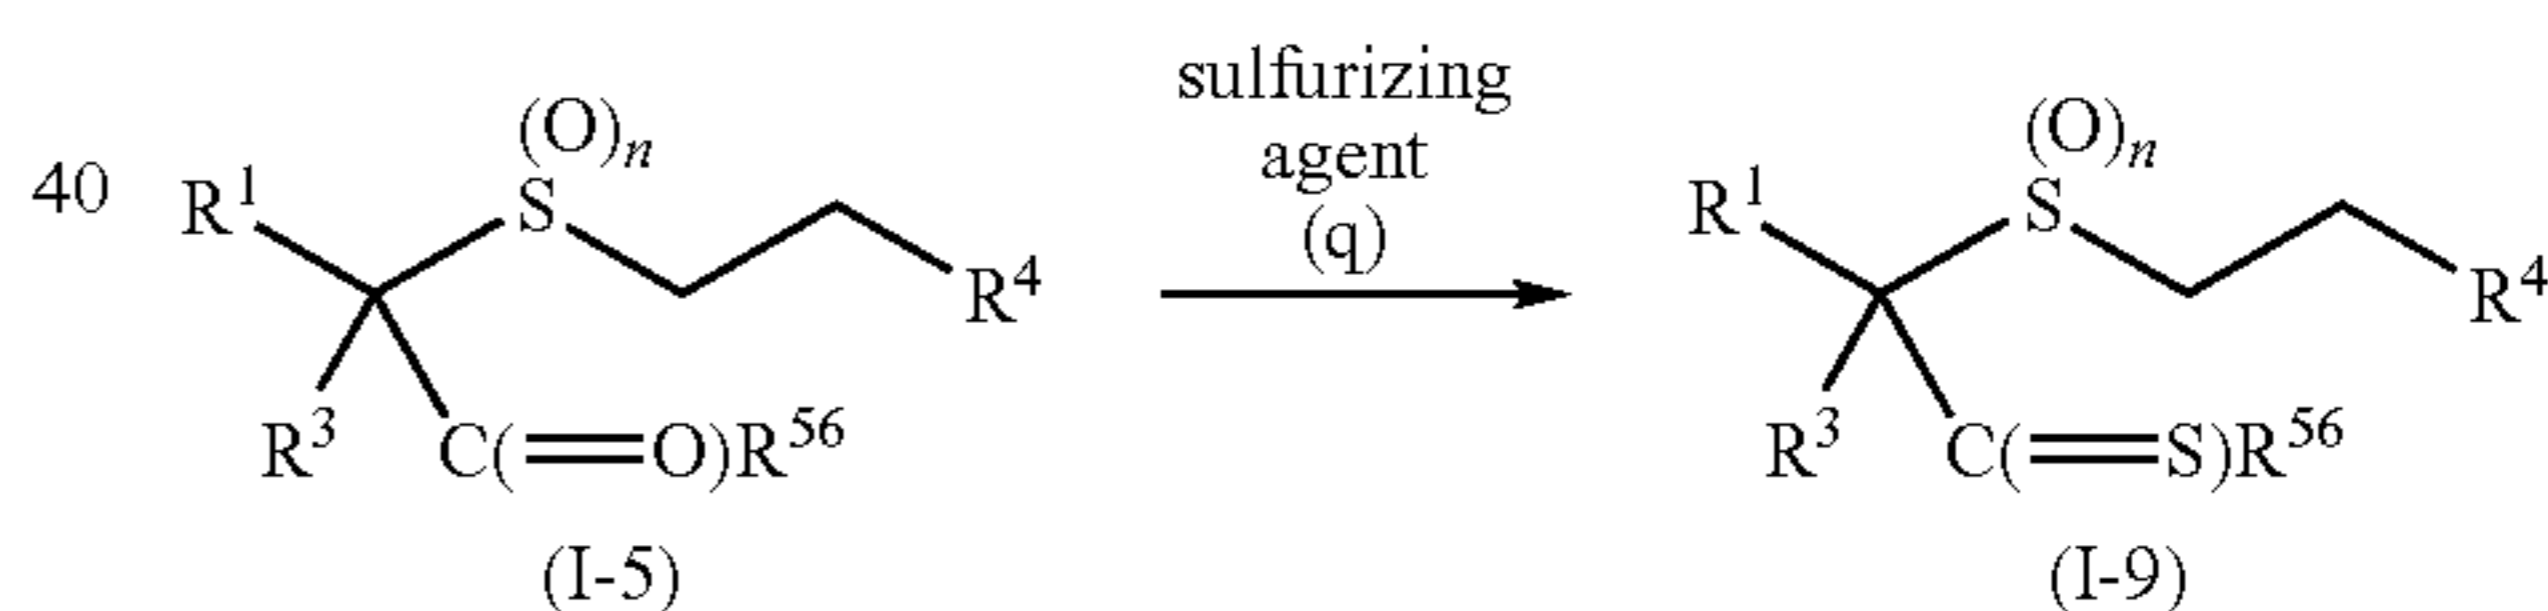 sulfurizing
agent
(q)
40
(O)n
R1 S R4
R3 C(=O)R56
(I-5)
(O)n
R1 S R4
R3 C(=S)R56
(I-9)